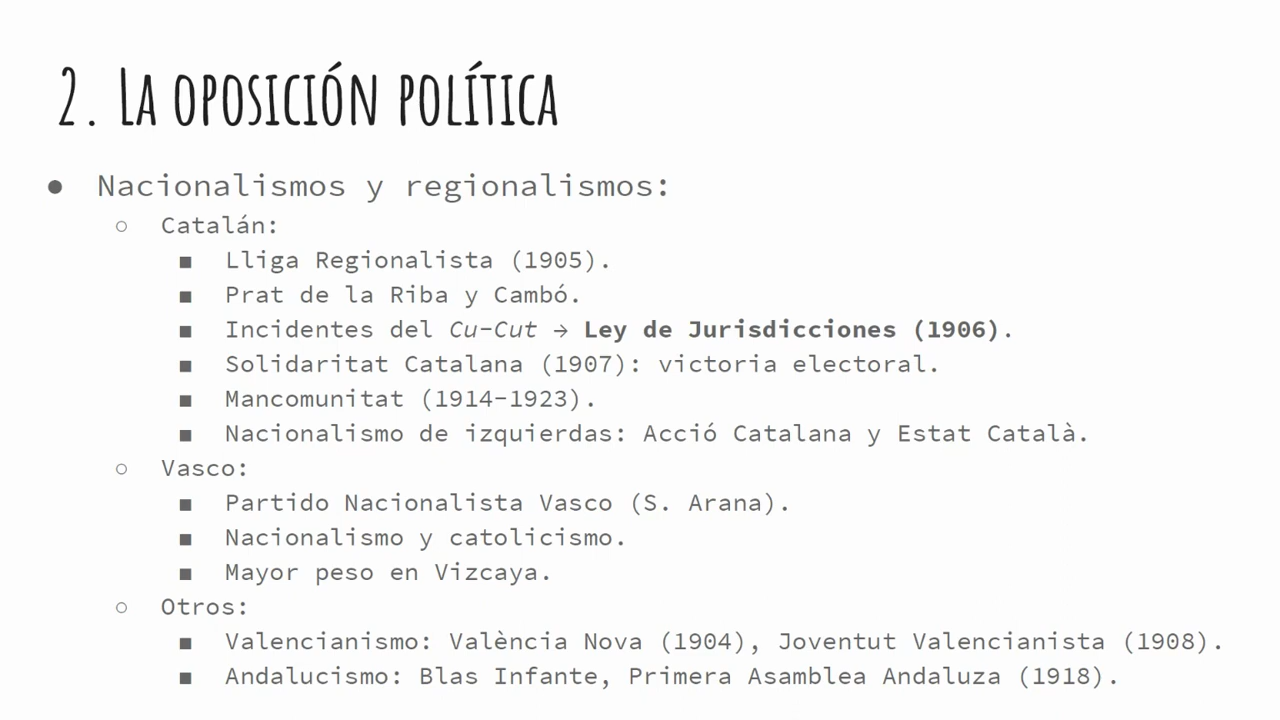 2. La oposición política
● Nacionalismos y regionalismos:
○ Catalán:
■ Lliga Regionalista (1905).
■ Prat de la Riba y Cambó.
■ Incidentes del Cu-Cut → Ley de Jurisdicciones (1906).
■ Solidaritat Catalana (1907): victoria electoral.
■ Mancomunitat (1914-1923).
■ Nacionalismo de izquierdas: Acció Catalana y Estat Català.
○ Vasco:
■ Partido Nacionalista Vasco (S. Arana).
■ Nacionalismo y catolicismo.
■ Mayor peso en Vizcaya.
○ Otros:
■ Valencianismo: València Nova (1904), Joventut Valencianista (1908).
■ Andalucismo: Blas Infante, Primera Asamblea Andaluza (1918).